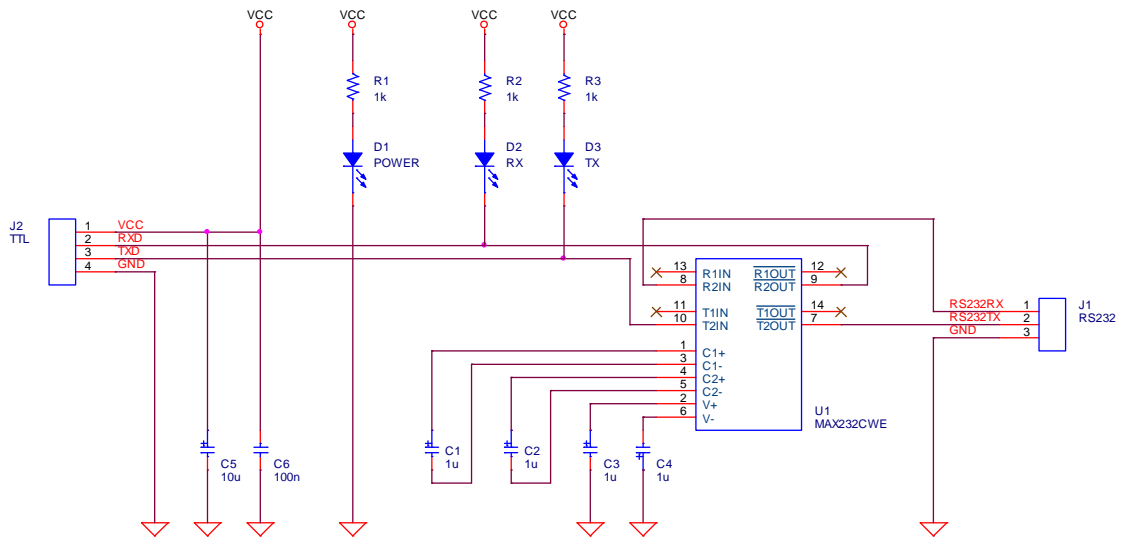 VCC VCC VCC VCC
R1 R2 R3
1k 1k 1k
D1 D2 D3
POWER RX TX
J2
TTL
1 VCC
2 RXD
3 TXD
4 GND
13 R1IN R1OUT 12
8 R2IN R2OUT 9
11 T1IN T1OUT 14
10 T2IN T2OUT 7
1 C1+
3 C1-
4 C2+
5 C2-
2 V+
6 V-
U1
MAX232CWE
RS232RX 1
RS232TX 2
GND 3
J1
RS232
C5 C6 C1 C2 C3 C4
10u 100n 1u 1u 1u 1u